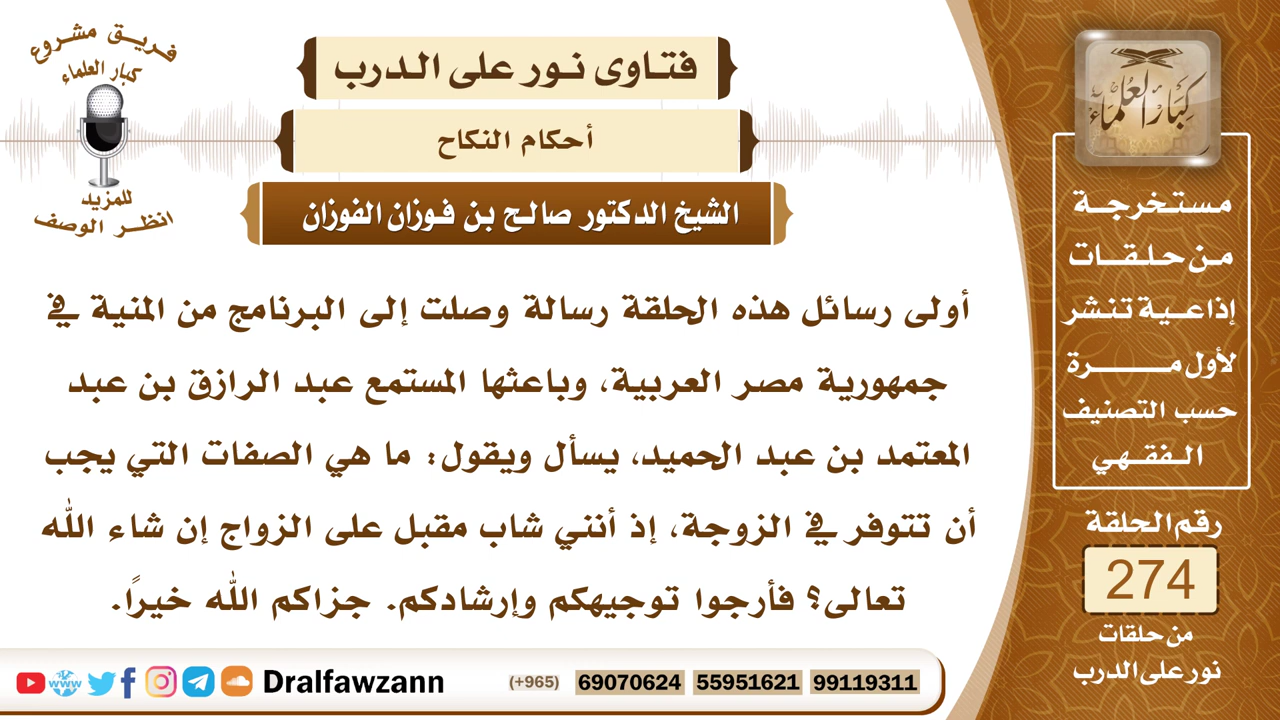 فريق مشروع
كبار العلماء
للمزيد
انظر الوصف
فتاوى نور على الدرب
أحكام النكاح
الشيخ الدكتور صالح بن فوزان الفوزان
أولى رسائل هذه الحلقة رسالة وصلت إلى البرنامج من المنية في
جمهورية مصر العربية، وباعثها المستمع عبد الرازق بن عبد
المعتمد بن عبد الحميد، يسأل ويقول: ما هي الصفات التي يجب
أن تتوفر في الزوجة، إذ أنني شاب مقبل على الزواج إن شاء الله
تعالى؟ فأرجوا توجيهكم وإرشادكم. جزاكم الله خيرًا.
كبار العلماء
مستخرجة
من حلقات
إذاعية تنشر
لأول مرة
حسب التصنيف
الفقهي
رقم الحلقة
274
من حلقات
نور على الدرب
www
Dralfawzann (+965) 69070624 55951621 99119311